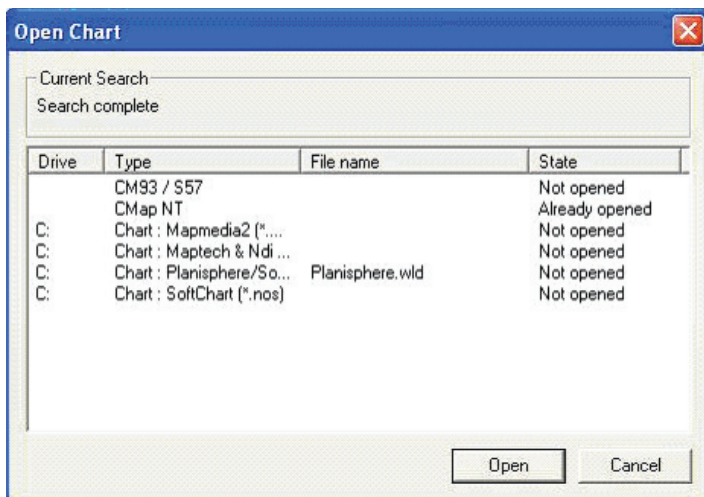 Open Chart
Current Search
Search complete
Drive Type File name State
CM93 / S57 Not opened
CMap NT Already opened
C: Chart : Mapmedia2 (*.... Not opened
C: Chart : Maptech & Ndi ... Not opened
C: Chart : Planisphere/So... Planisphere.wld Not opened
C: Chart : SoftChart (*.nos) Not opened
Open Cancel